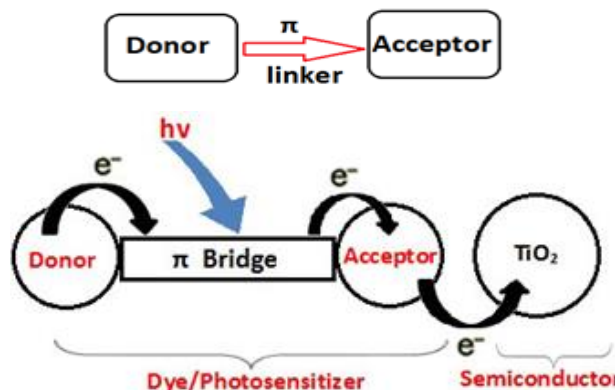 Donor
π
linker
Acceptor
hν
e⁻
e⁻
Donor
π Bridge
Acceptor
TiO₂
e⁻
Dye/Photosensitizer
Semiconductor